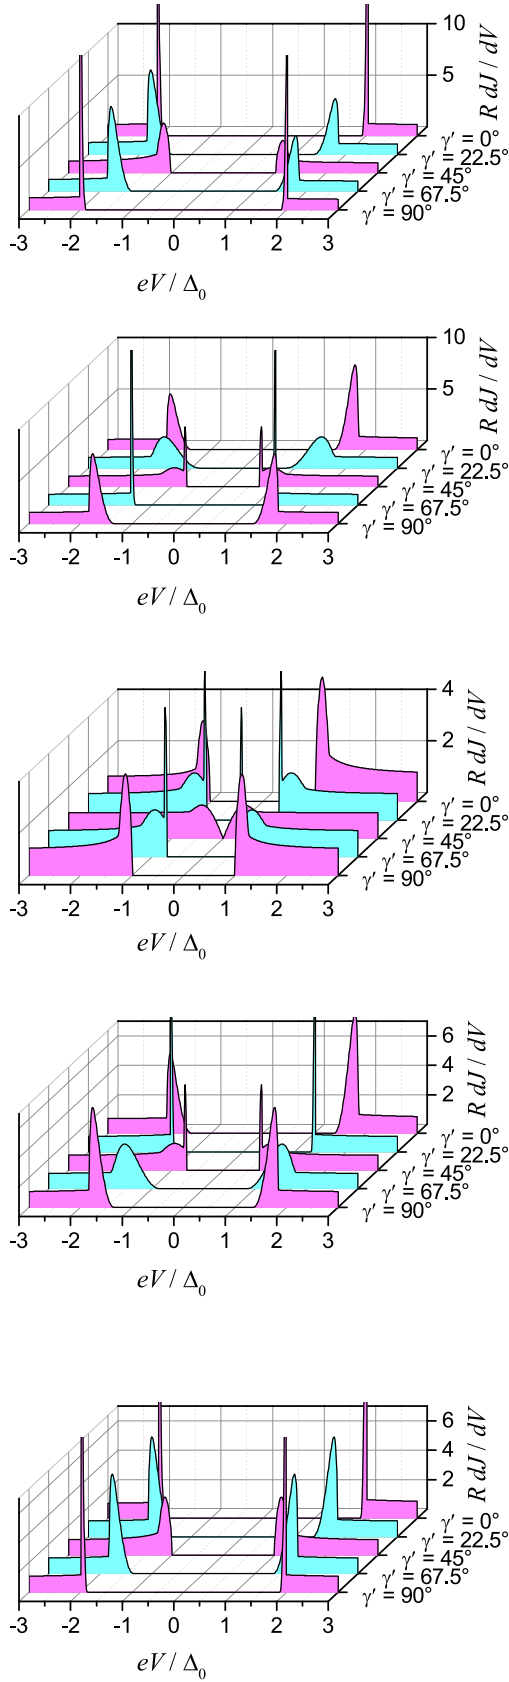 10
5
R dJ / dV
γ′ = 0°
γ′ = 22.5°
γ′ = 45°
γ′ = 67.5°
γ′ = 90°
-3 -2 -1 0 1 2 3
eV / Δ₀
10
5
R dJ / dV
γ′ = 0°
γ′ = 22.5°
γ′ = 45°
γ′ = 67.5°
γ′ = 90°
-3 -2 -1 0 1 2 3
eV / Δ₀
4
2
R dJ / dV
γ′ = 0°
γ′ = 22.5°
γ′ = 45°
γ′ = 67.5°
γ′ = 90°
-3 -2 -1 0 1 2 3
eV / Δ₀
6
4
2
R dJ / dV
γ′ = 0°
γ′ = 22.5°
γ′ = 45°
γ′ = 67.5°
γ′ = 90°
-3 -2 -1 0 1 2 3
eV / Δ₀
6
4
2
R dJ / dV
γ′ = 0°
γ′ = 22.5°
γ′ = 45°
γ′ = 67.5°
γ′ = 90°
-3 -2 -1 0 1 2 3
eV / Δ₀